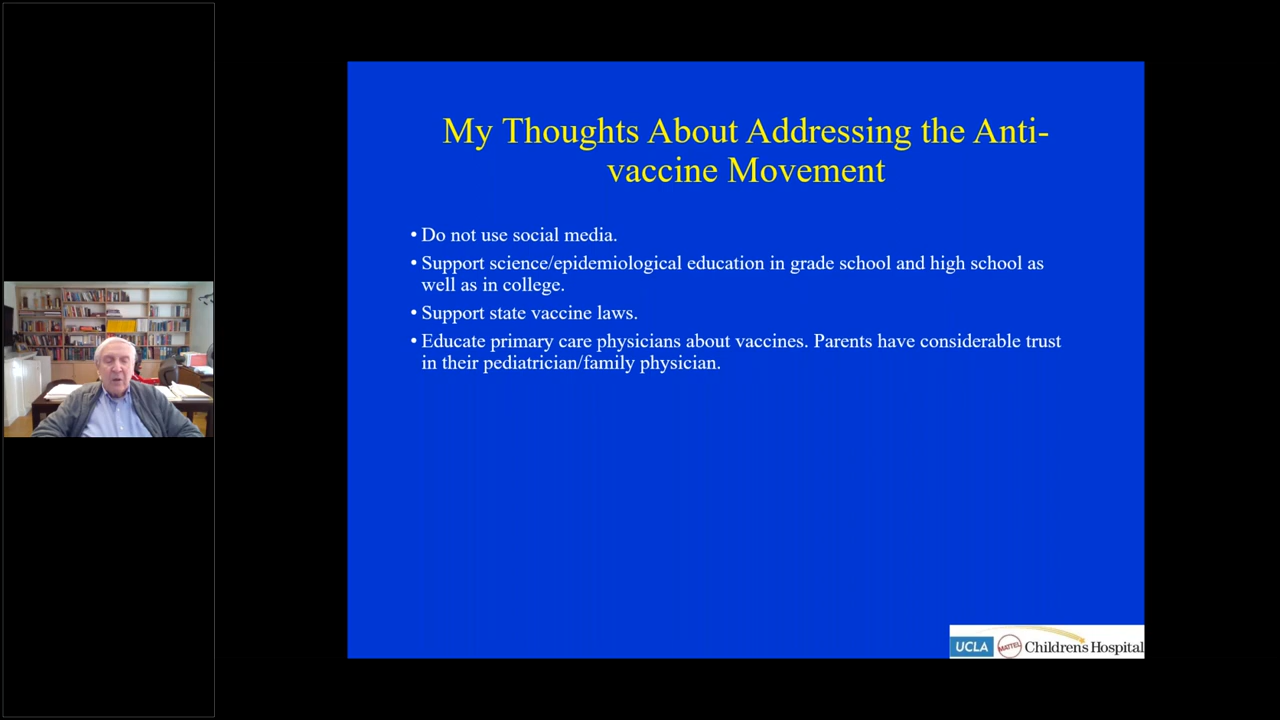 My Thoughts About Addressing the Anti-
vaccine Movement
• Do not use social media.
• Support science/epidemiological education in grade school and high school as
well as in college.
• Support state vaccine laws.
• Educate primary care physicians about vaccines. Parents have considerable trust
in their pediatrician/family physician.
UCLA MATTEL Children's Hospital